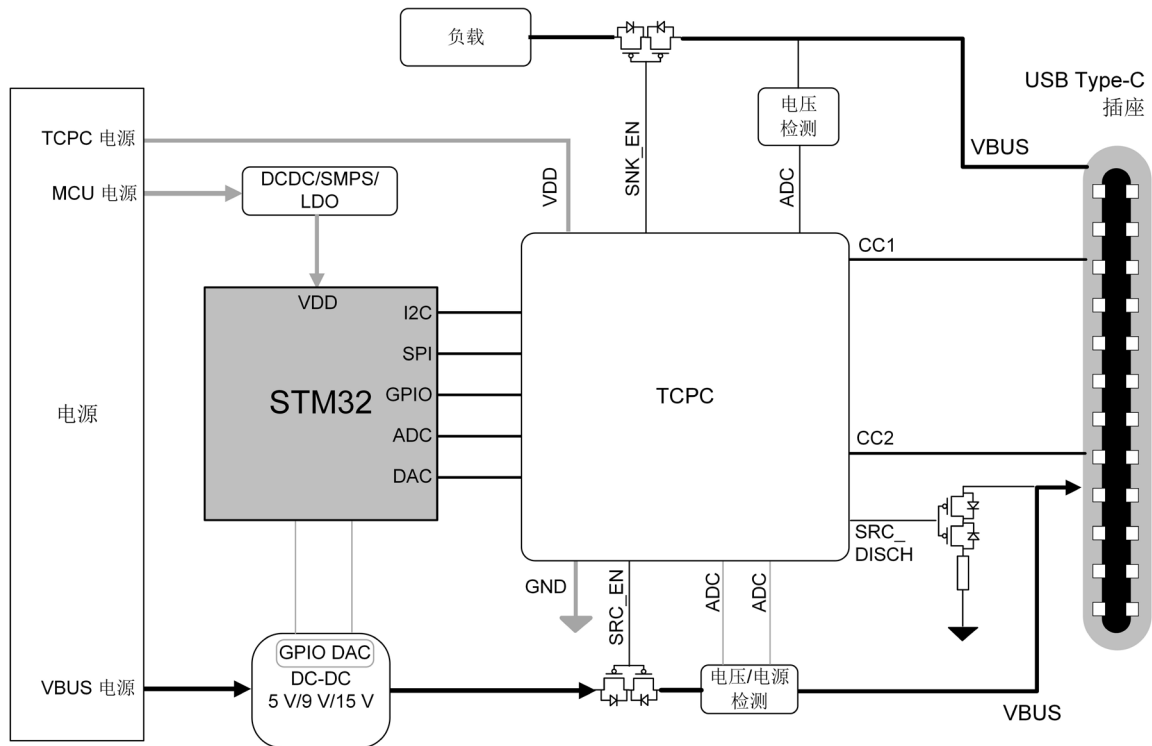 负载
USB Type-C
插座
电压
检测
VBUS
TCPC 电源
MCU 电源
DCDC/SMPS/
LDO
VDD
SNK_EN
ADC
CC1
VDD
I2C
SPI
GPIO
ADC
DAC
STM32
TCPC
电源
CC2
SRC_
DISCH
GND
SRC_EN
ADC
ADC
GPIO DAC
DC-DC
5 V/9 V/15 V
VBUS 电源
电压/电源
检测
VBUS